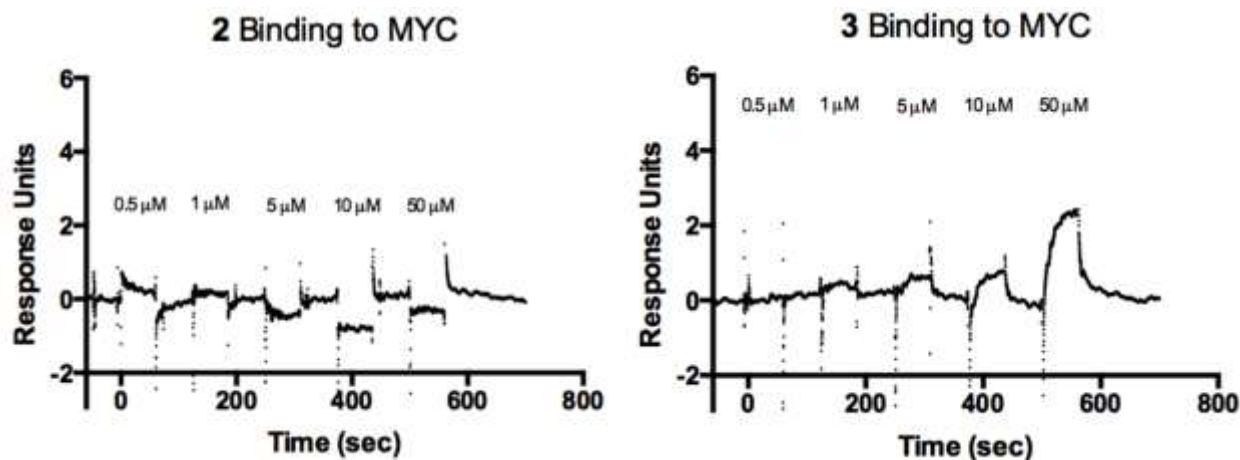 2 Binding to MYC
6
4
2
0
-2
Response Units
0.5 µM 1 µM 5 µM 10 µM 50 µM
0 200 400 600 800
Time (sec)
3 Binding to MYC
6
4
2
0
-2
Response Units
0.5 µM 1 µM 5 µM 10 µM 50 µM
0 200 400 600 800
Time (sec)